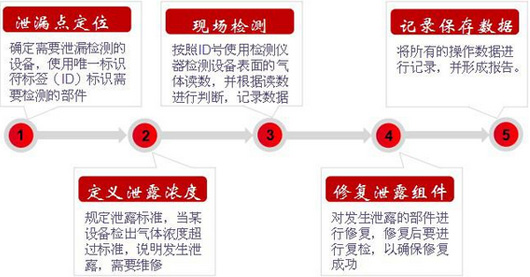 泄漏点定位
确定需要泄漏检测的
设备，使用唯一标识
符标签（ID）标识需
要检测的部件
1
定义泄露浓度
规定泄露标准，当某
设备检出气体浓度超
过标准，说明发生泄
露，需要维修
2
现场检测
按照ID号使用检测仪
器检测设备表面的气
体读数，并根据读数
进行判断，记录数据
3
修复泄露组件
对发生泄露的部件进
行修复，修复后要进
行复检，以确保修复
成功
4
记录保存数据
将所有的操作数据进
行记录，并形成报告。
5